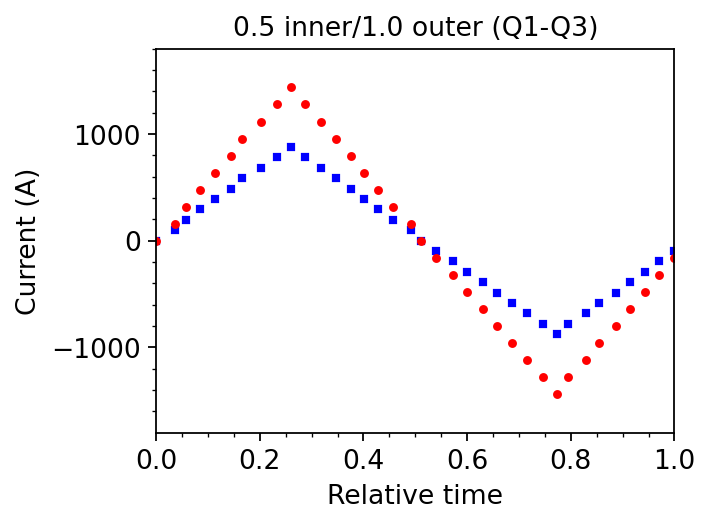 0.5 inner/1.0 outer (Q1-Q3)
Current (A)
1000
0
−1000
0.0 0.2 0.4 0.6 0.8 1.0
Relative time